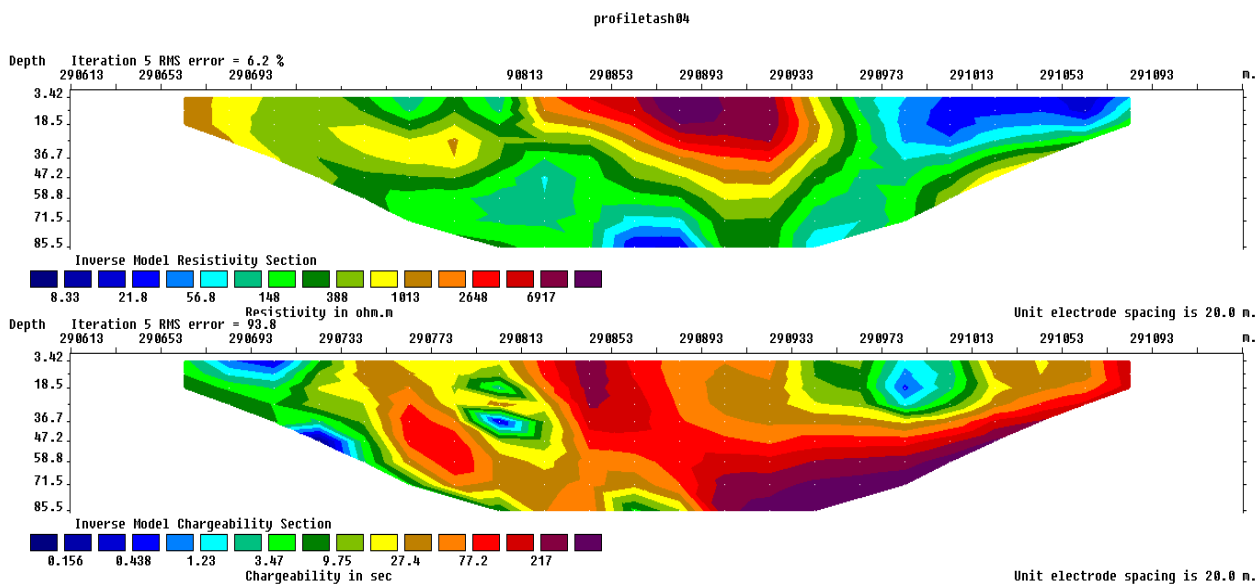 profiletash04
Depth Iteration 5 RMS error = 6.2 %
290613 290653 290693 90813 290853 290893 290933 290973 291013 291053 291093 m.
3.42
18.5
36.7
47.2
58.8
71.5
85.5
Inverse Model Resistivity Section
8.33 21.8 56.8 148 388 1013 2648 6917
Resistivity in ohm.m Unit electrode spacing is 20.0 m.
Depth Iteration 5 RMS error = 93.8
290613 290653 290693 290733 290773 290813 290853 290893 290933 290973 291013 291053 291093 m.
3.42
18.5
36.7
47.2
58.8
71.5
85.5
Inverse Model Chargeability Section
0.156 0.438 1.23 3.47 9.75 27.4 77.2 217
Chargeability in sec Unit electrode spacing is 20.0 m.